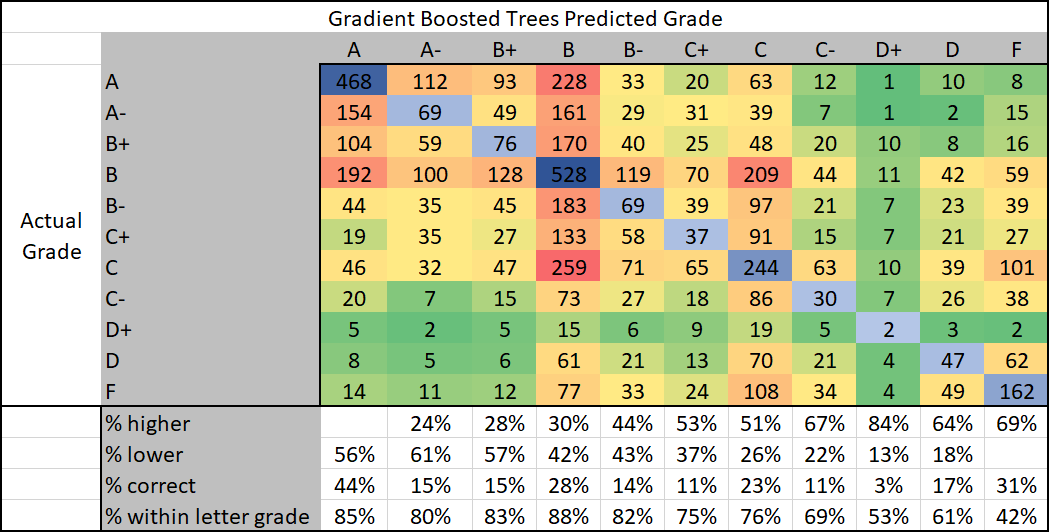 Gradient Boosted Trees Predicted Grade
A A- B+ B B- C+ C C- D+ D F
A 468 112 93 228 33 20 63 12 1 10 8
A- 154 69 49 161 29 31 39 7 1 2 15
B+ 104 59 76 170 40 25 48 20 10 8 16
B 192 100 128 528 119 70 209 44 11 42 59
B- 44 35 45 183 69 39 97 21 7 23 39
Actual
Grade
C+ 19 35 27 133 58 37 91 15 7 21 27
C 46 32 47 259 71 65 244 63 10 39 101
C- 20 7 15 73 27 18 86 30 7 26 38
D+ 5 2 5 15 6 9 19 5 2 3 2
D 8 5 6 61 21 13 70 21 4 47 62
F 14 11 12 77 33 24 108 34 4 49 162
% higher 24% 28% 30% 44% 53% 51% 67% 84% 64% 69%
% lower 56% 61% 57% 42% 43% 37% 26% 22% 13% 18%
% correct 44% 15% 15% 28% 14% 11% 23% 11% 3% 17% 31%
% within letter grade 85% 80% 83% 88% 82% 75% 76% 69% 53% 61% 42%